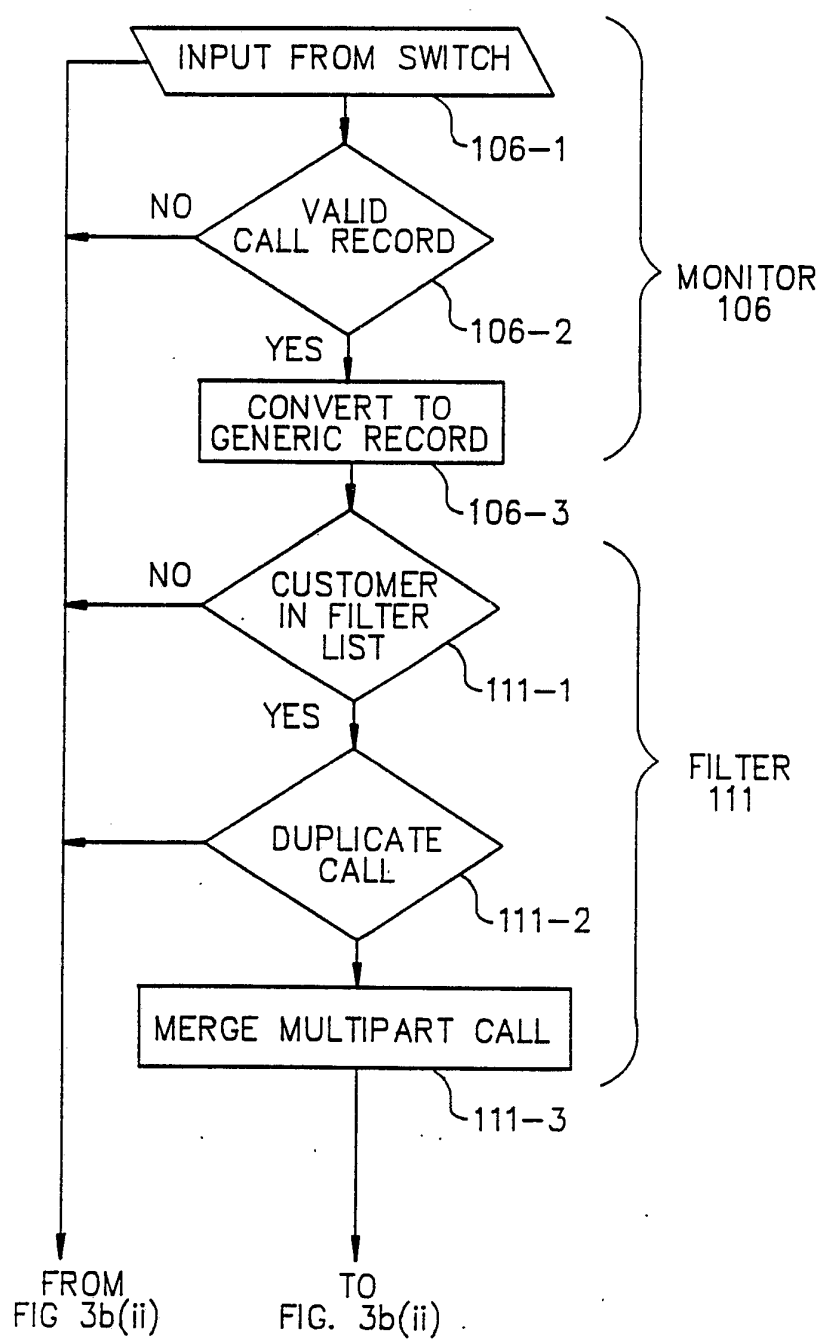 INPUT FROM SWITCH
106-1
NO
VALID
CALL RECORD
106-2
MONITOR
106
YES
CONVERT TO
GENERIC RECORD
106-3
NO
CUSTOMER
IN FILTER
LIST
111-1
YES
FILTER
111
DUPLICATE
CALL
111-2
MERGE MULTIPART CALL
111-3
FROM
FIG 3b(ii)
TO
FIG. 3b(ii)